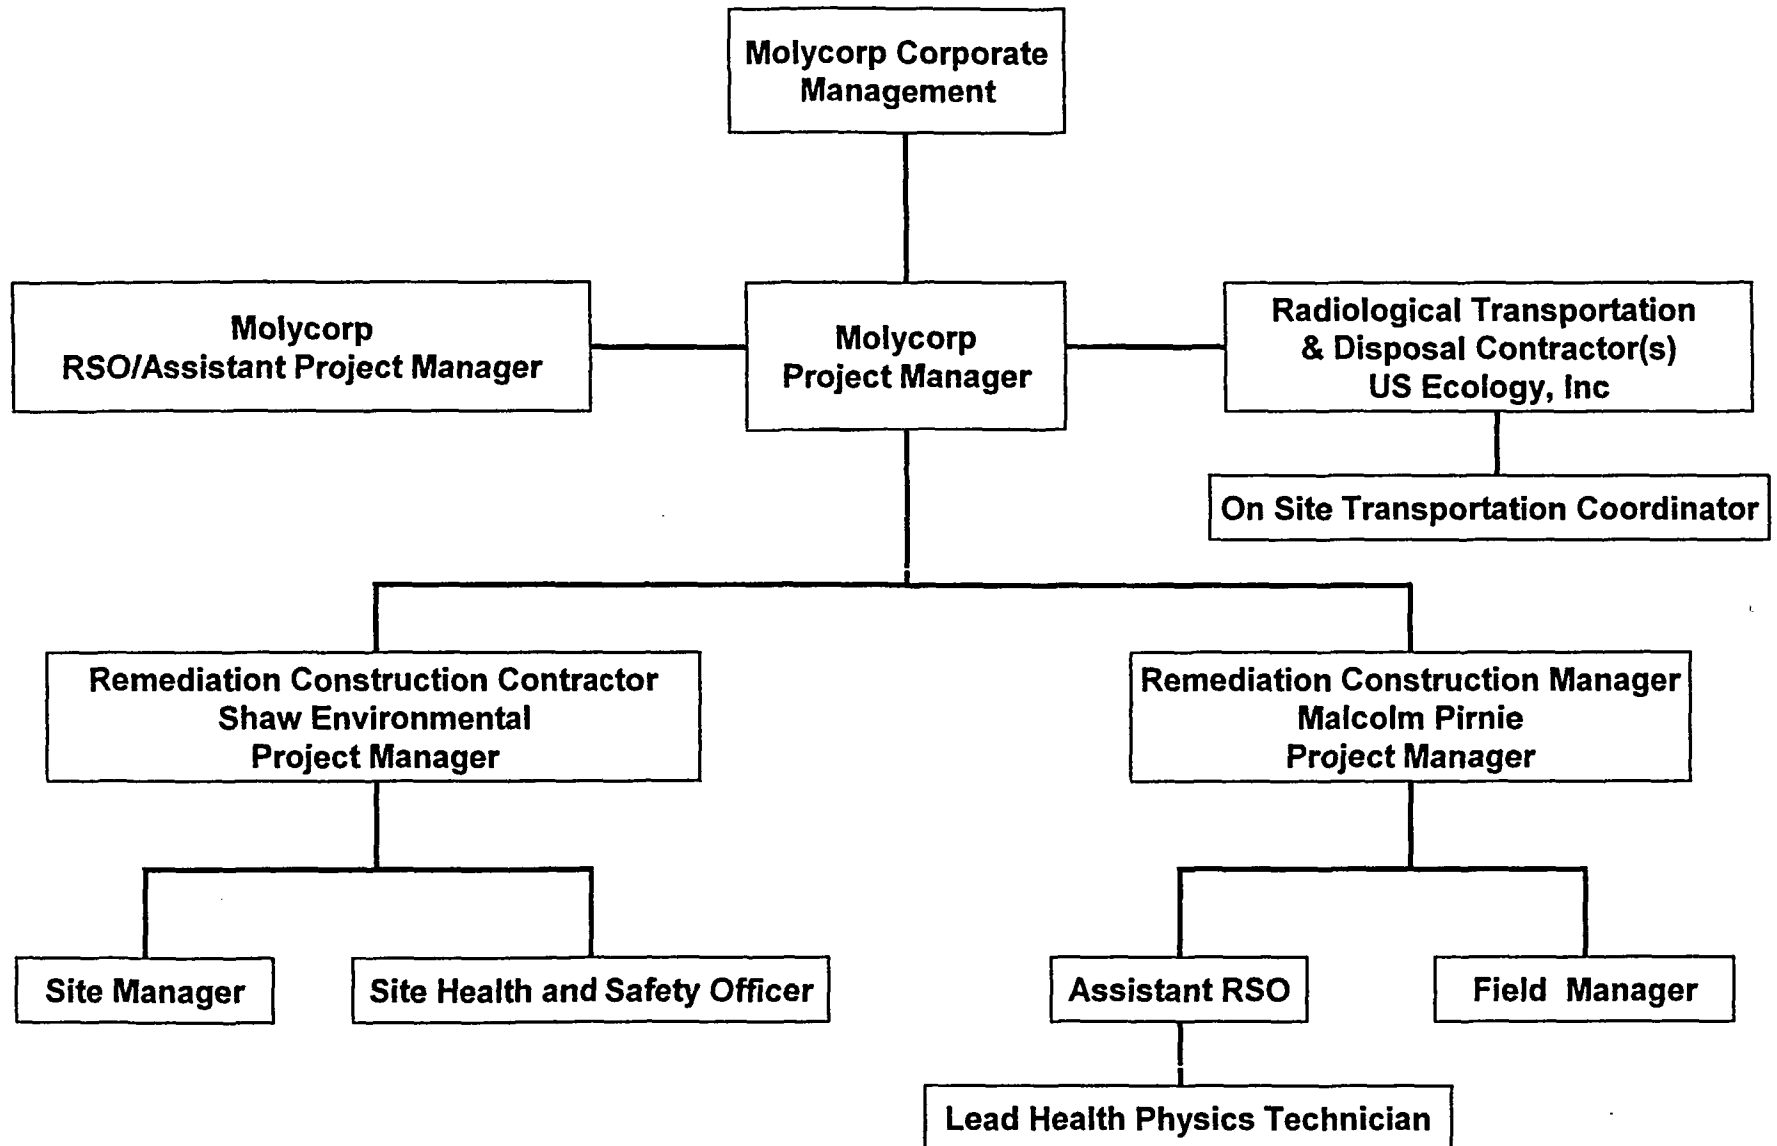 Molycorp Corporate
Management
Molycorp
RSO/Assistant Project Manager
Molycorp
Project Manager
Radiological Transportation
& Disposal Contractor(s)
US Ecology, Inc
On Site Transportation Coordinator
Remediation Construction Contractor
Shaw Environmental
Project Manager
Remediation Construction Manager
Malcolm Pirnie
Project Manager
Site Manager
Site Health and Safety Officer
Assistant RSO
Field Manager
Lead Health Physics Technician